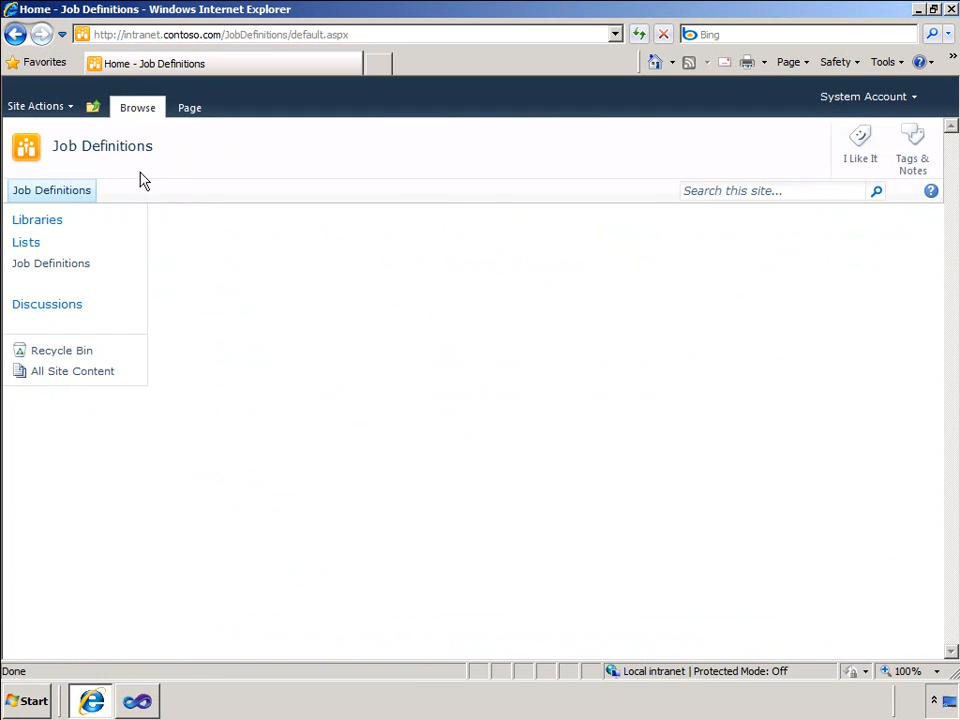 Home - Job Definitions - Windows Internet Explorer
http://intranet.contoso.com/JobDefinitions/default.aspx
Bing
Favorites
Home - Job Definitions
Page
Safety
Tools
Site Actions
Browse
Page
System Account
Job Definitions
I Like It
Tags &
Notes
Job Definitions
Search this site...
Libraries
Lists
Job Definitions
Discussions
Recycle Bin
All Site Content
Done
Local intranet | Protected Mode: Off
100%
Start